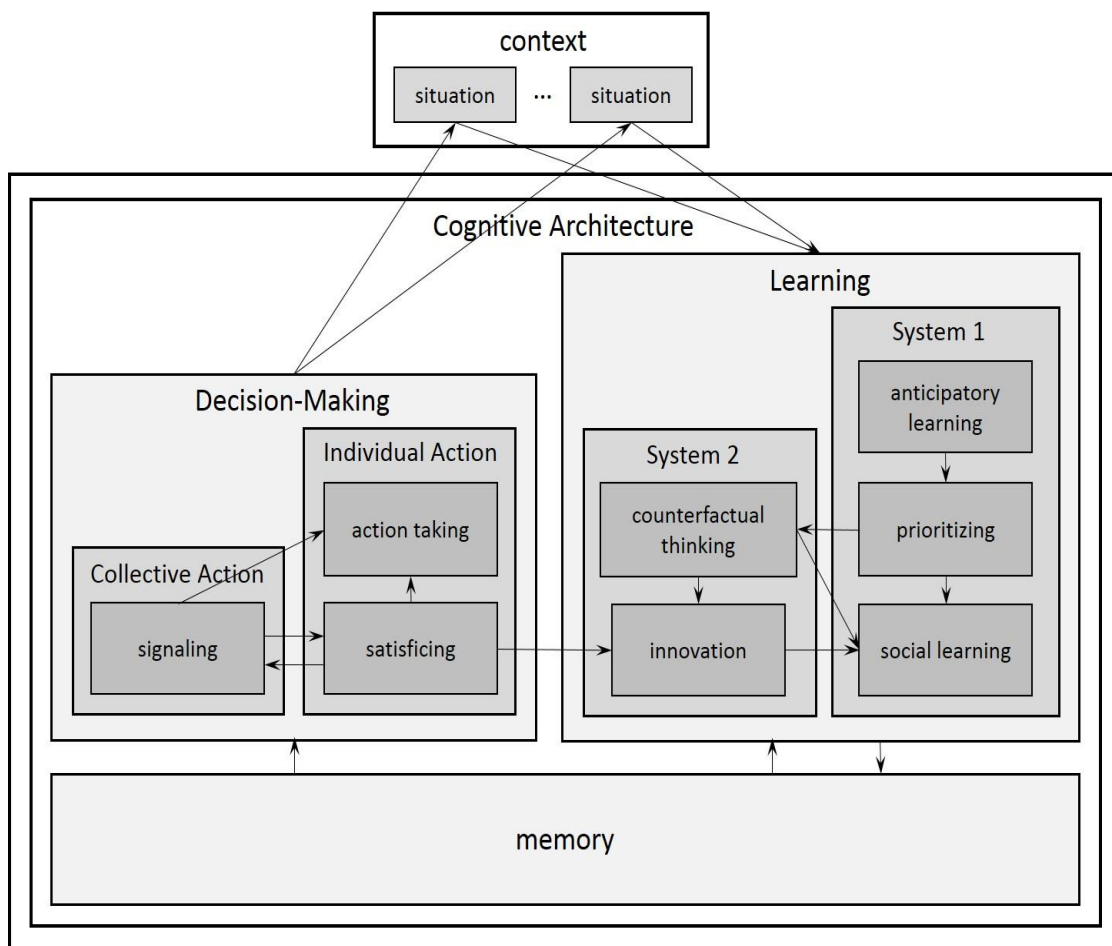 context
situation ... situation
Cognitive Architecture
Learning
System 1
anticipatory
learning
Decision-Making
Individual Action
System 2
action taking
counterfactual
thinking
prioritizing
Collective Action
signaling
satisficing
innovation
social learning
memory